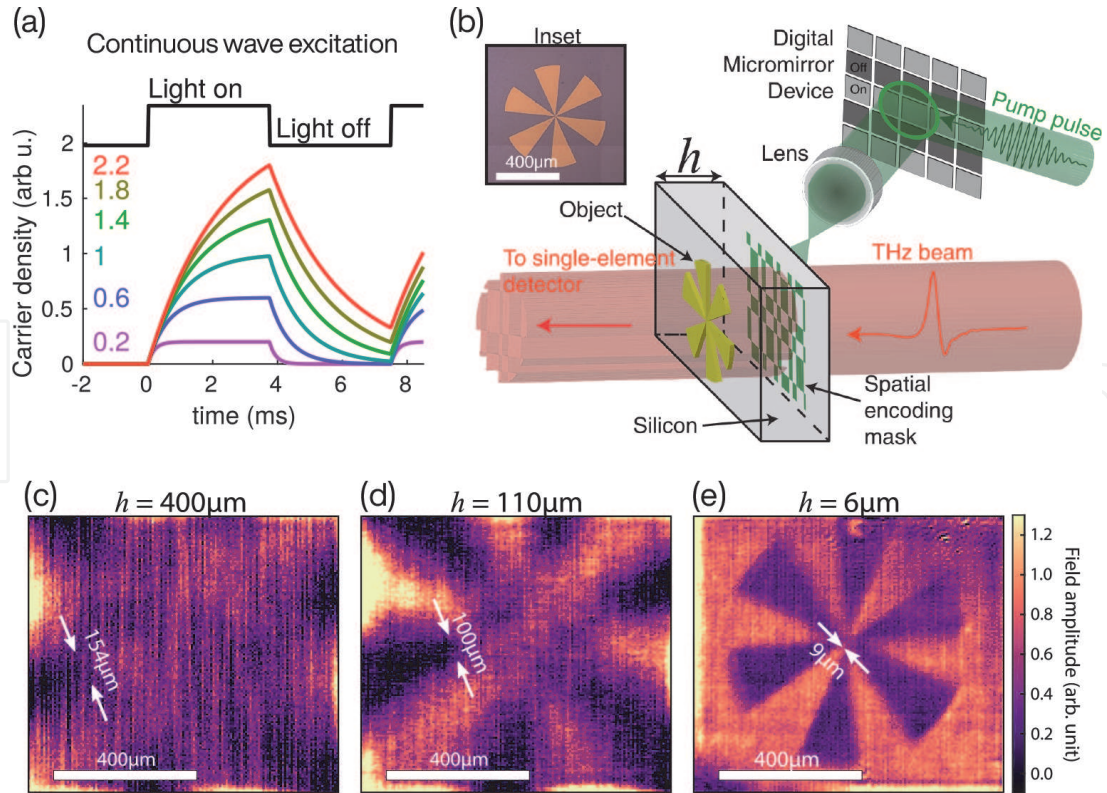 (a)
Continuous wave excitation
Light on
Light off
Carrier density (arb u.)
2
1.5
1
0.5
0
2.2
1.8
1.4
1
0.6
0.2
-2
0
2
4
6
8
time (ms)
(b)
Inset
400μm
Digital
Micromirror
Device
Off
On
Pump pulse
Lens
h
Object
To single-element
detector
THz beam
Silicon
Spatial
encoding
mask
(c)
h = 400μm
154μm
400μm
(d)
h = 110μm
100μm
400μm
(e)
h = 6μm
9μm
400μm
1.2
1.0
0.8
0.6
0.4
0.2
0.0
Field amplitude (arb. unit)